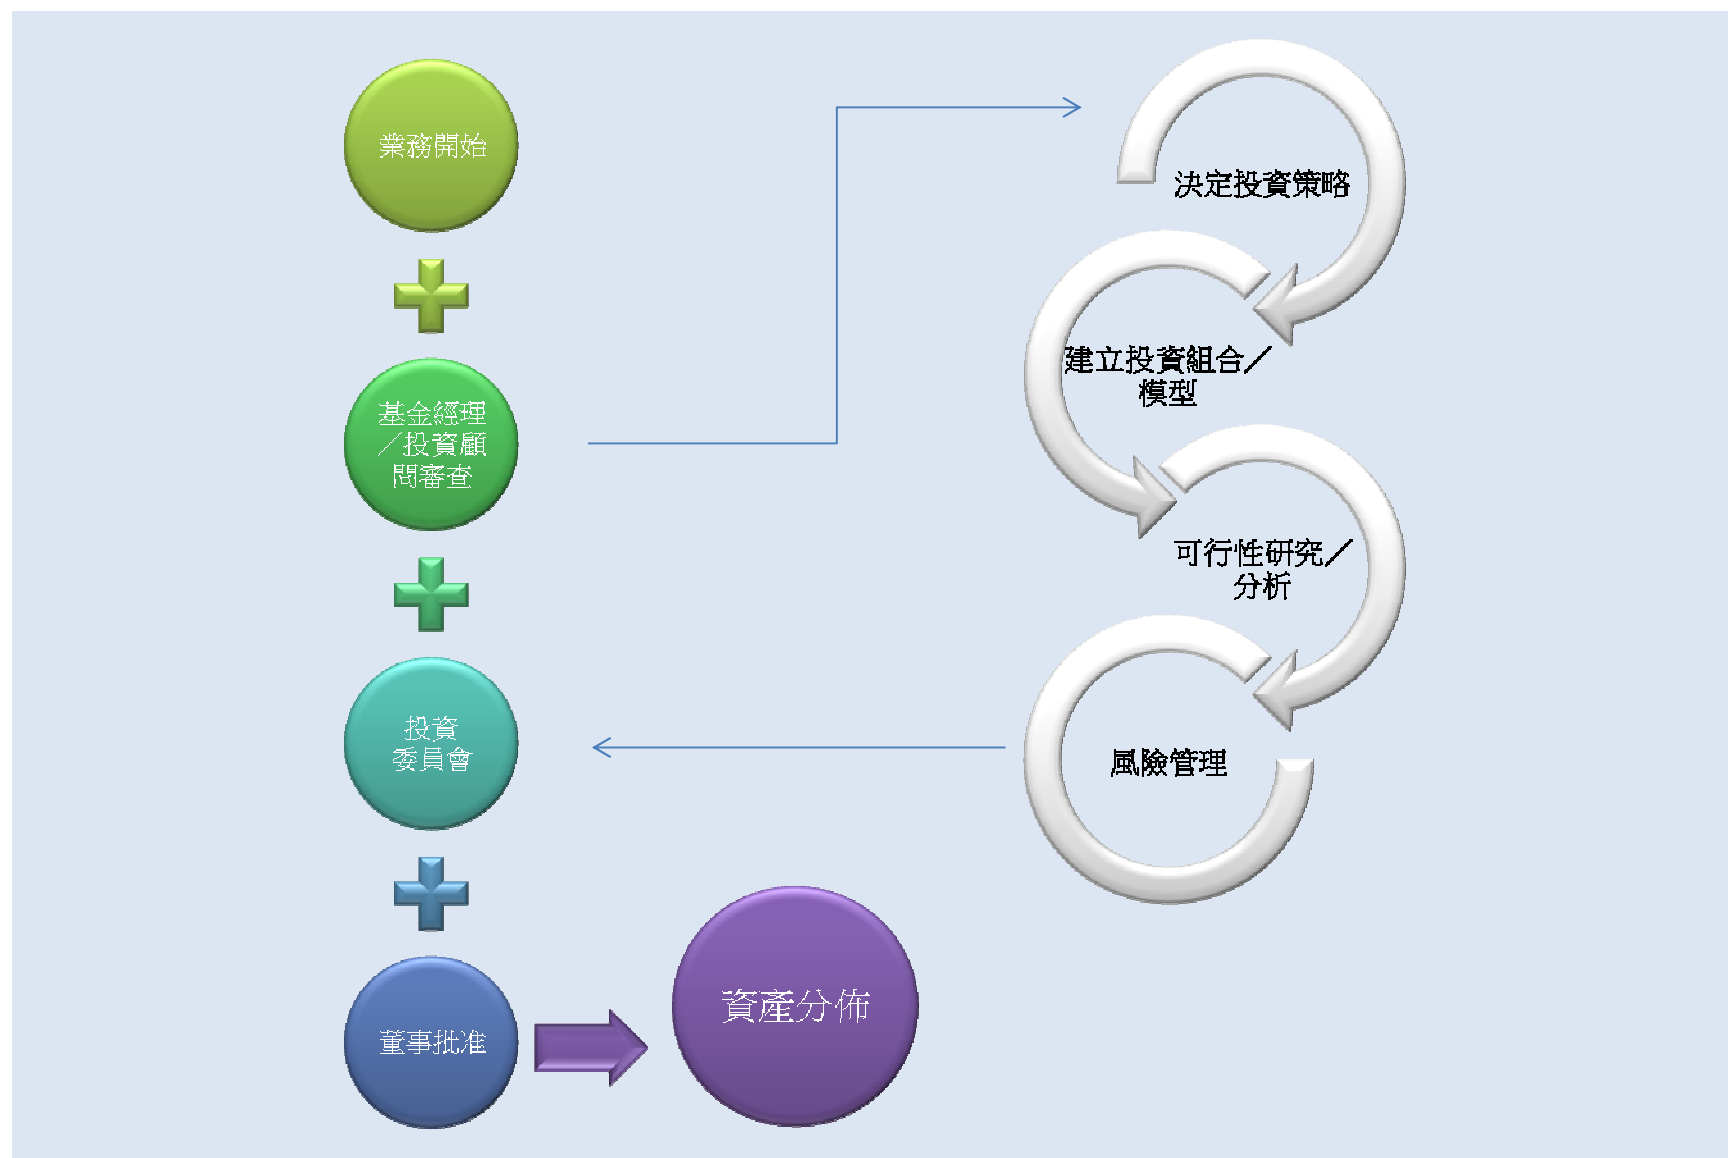 業務開始
基金經理
／投資顧
問審查
投資
委員會
董事批准
資產分佈
決定投資策略
建立投資組合／
模型
可行性研究／
分析
風險管理